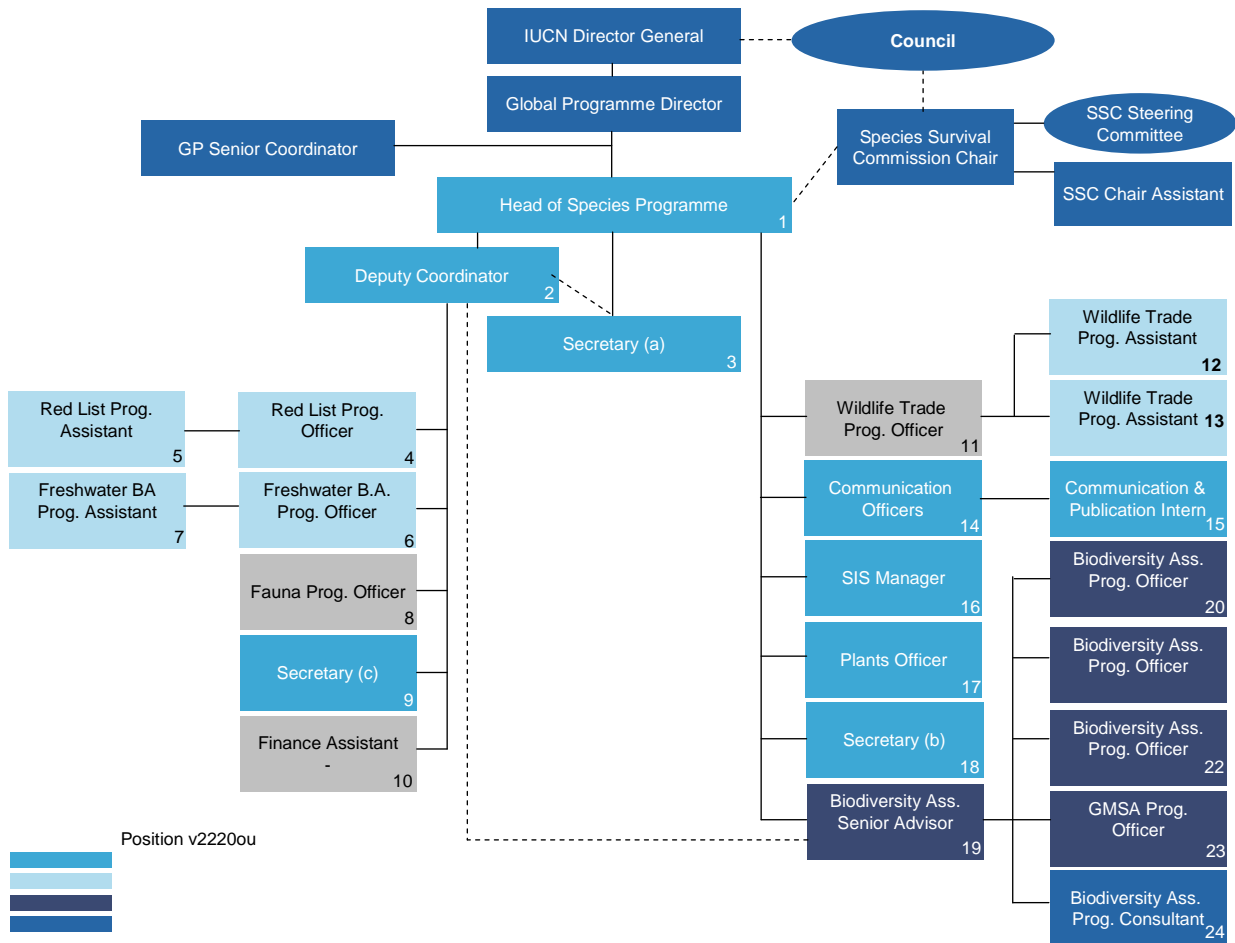 IUCN Director General
Council
Global Programme Director
SSC Steering
Committee
Species Survival
Commission Chair
GP Senior Coordinator
SSC Chair Assistant
Head of Species Programme
1
Deputy Coordinator
2
Secretary (a)
3
Red List Prog.
Assistant
5
Red List Prog.
Officer
4
Freshwater BA
Prog. Assistant
7
Freshwater B.A.
Prog. Officer
6
Fauna Prog. Officer
8
Secretary (c)
9
Finance Assistant
-
10
Wildlife Trade
Prog. Officer
11
Wildlife Trade
Prog. Assistant
12
Wildlife Trade
Prog. Assistant 13
Communication
Officers
14
Communication &
Publication Intern
15
SIS Manager
16
Plants Officer
17
Secretary (b)
18
Biodiversity Ass.
Senior Advisor
19
Biodiversity Ass.
Prog. Officer
20
Biodiversity Ass.
Prog. Officer
Biodiversity Ass.
Prog. Officer
22
GMSA Prog.
Officer
23
Biodiversity Ass.
Prog. Consultant
24
Position v2220ou